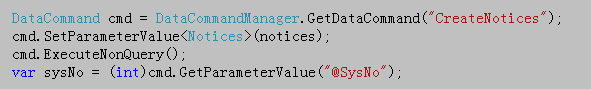 DataCommand cmd = DataCommandManager.GetDataCommand("CreateNotices");
cmd.SetParameterValue<Notices>(notices);
cmd.ExecuteNonQuery();
var sysNo = (int)cmd.GetParameterValue("@SysNo");